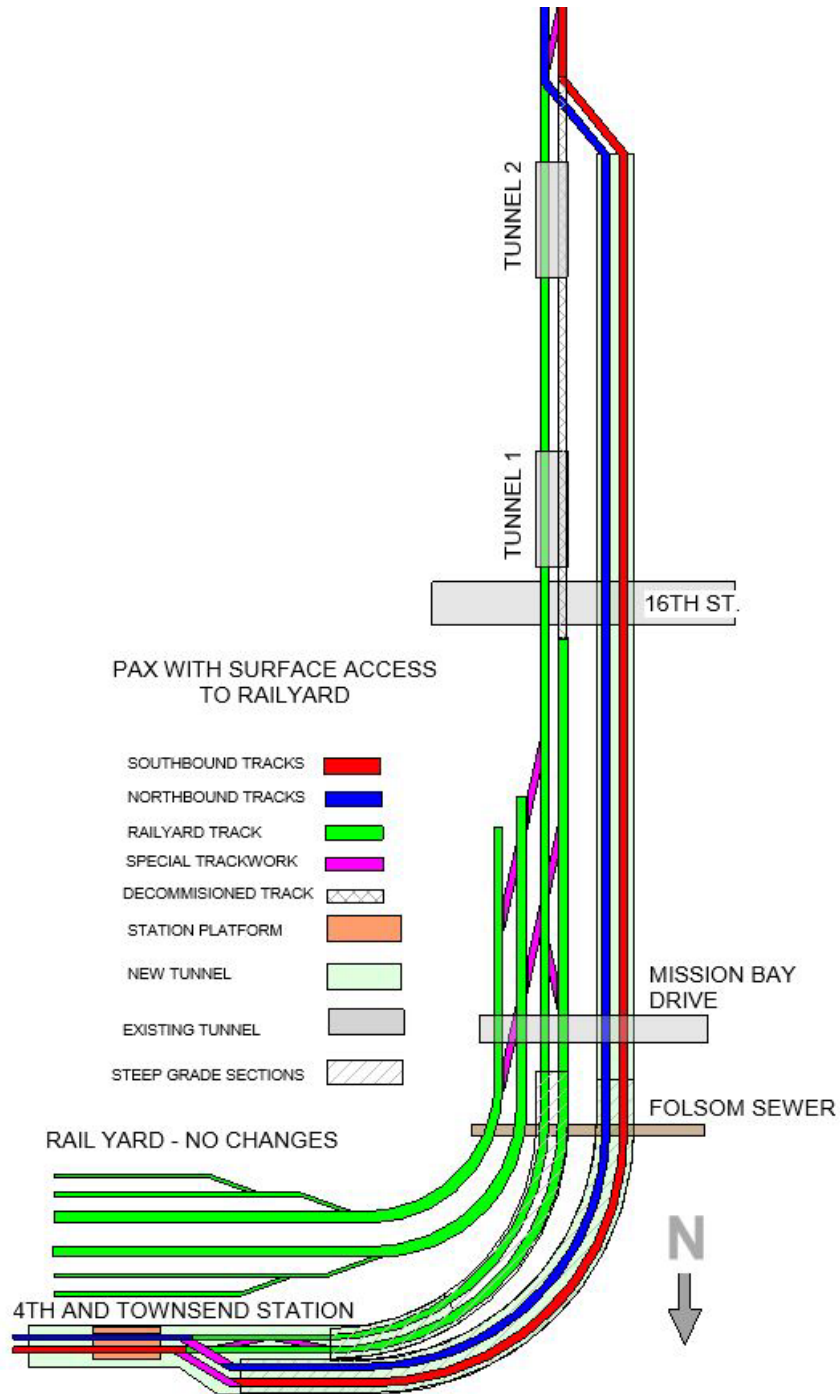 TUNNEL 2
TUNNEL 1
16TH ST.
PAX WITH SURFACE ACCESS
TO RAILYARD
SOUTHBOUND TRACKS
NORTHBOUND TRACKS
RAILYARD TRACK
SPECIAL TRACKWORK
DECOMMISIONED TRACK
STATION PLATFORM
NEW TUNNEL
EXISTING TUNNEL
STEEP GRADE SECTIONS
MISSION BAY
DRIVE
FOLSOM SEWER
RAIL YARD - NO CHANGES
N
4TH AND TOWNSEND STATION